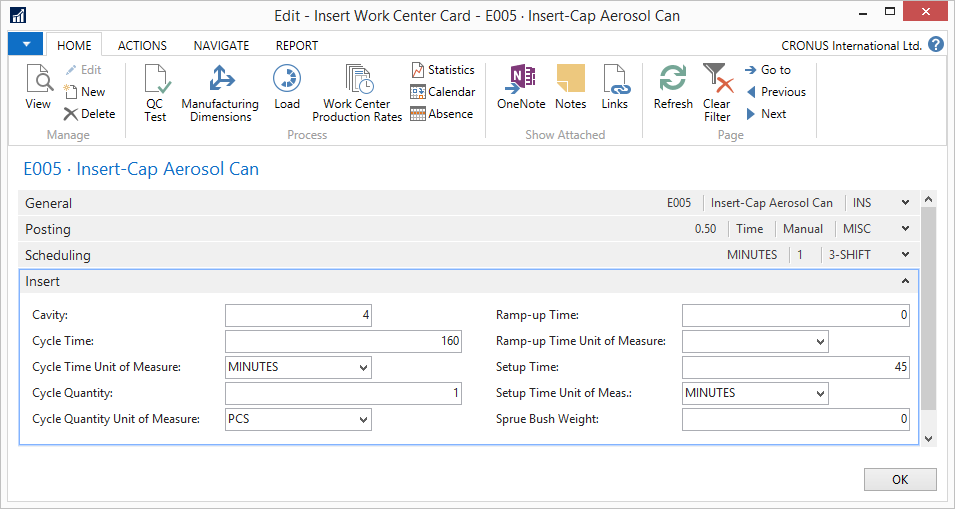 Edit - Insert Work Center Card - E005 · Insert-Cap Aerosol Can
HOME ACTIONS NAVIGATE REPORT CRONUS International Ltd. ?
View
Edit
New
Delete
Manage
QC Test
Manufacturing Dimensions
Load
Work Center Production Rates
Statistics
Calendar
Absence
Process
OneNote
Notes
Links
Show Attached
Refresh
Clear Filter
Go to
Previous
Next
Page
E005 · Insert-Cap Aerosol Can
General E005 Insert-Cap Aerosol Can INS
Posting 0.50 Time Manual MISC
Scheduling MINUTES 1 3-SHIFT
Insert
Cavity: 4
Cycle Time: 160
Cycle Time Unit of Measure: MINUTES
Cycle Quantity: 1
Cycle Quantity Unit of Measure: PCS
Ramp-up Time: 0
Ramp-up Time Unit of Measure:
Setup Time: 45
Setup Time Unit of Meas.: MINUTES
Sprue Bush Weight: 0
OK